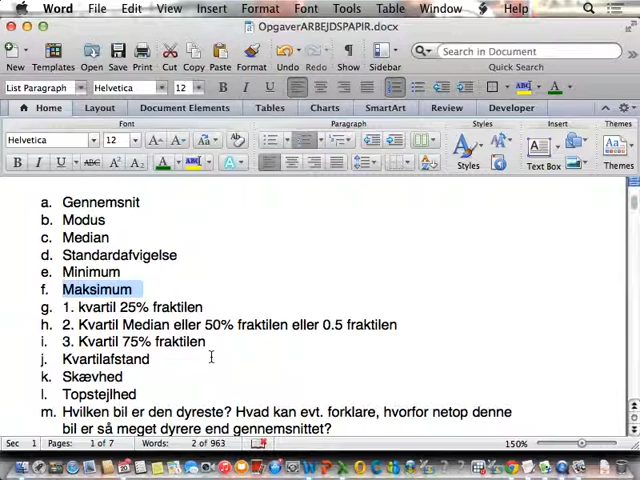 Word File Edit View Insert Format Font Tools Table Window Help
OpgaverARBEJDSPAPIR.docx
New Templates Open Save Print Cut Copy Paste Format Undo Redo Show Sidebar Quick Search
Search in Document
List Paragraph Helvetica 12 B I U
Home Layout Document Elements Tables Charts SmartArt Review Developer
Font Paragraph Styles Insert Themes
Helvetica 12 A A Aa
B I U ABC A² A₂ A ABC A Styles Text Box Themes
a. Gennemsnit
b. Modus
c. Median
d. Standardafvigelse
e. Minimum
f. Maksimum
g. 1. kvartil 25% fraktilen
h. 2. Kvartil Median eller 50% fraktilen eller 0.5 fraktilen
i. 3. Kvartil 75% fraktilen
j. Kvartilafstand
k. Skævhed
l. Topstejlhed
m. Hvilken bil er den dyreste? Hvad kan evt. forklare, hvorfor netop denne
bil er så meget dyrere end gennemsnittet?
Sec 1 Pages: 1 of 7 Words: 2 of 963 150%